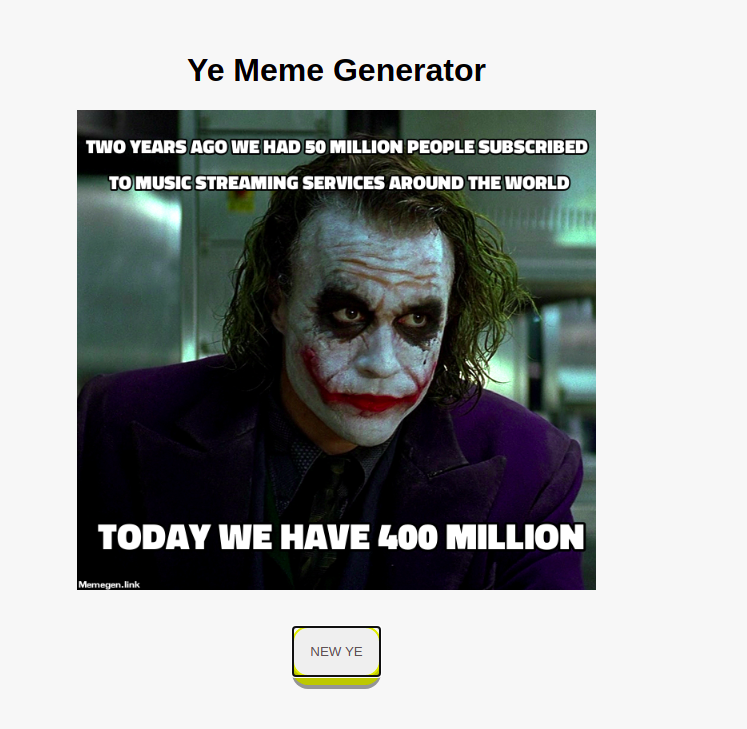 Ye Meme Generator
TWO YEARS AGO WE HAD 50 MILLION PEOPLE SUBSCRIBED
TO MUSIC STREAMING SERVICES AROUND THE WORLD
TODAY WE HAVE 400 MILLION
Memegen.link
NEW YE